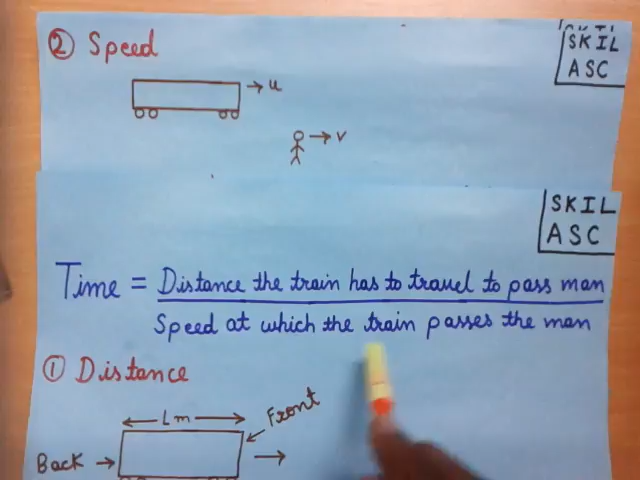 ② Speed
SKIL
ASC
u
v
SKIL
ASC
Time = Distance the train has to travel to pass man
Speed at which the train passes the man
① Distance
L m
Front
Back